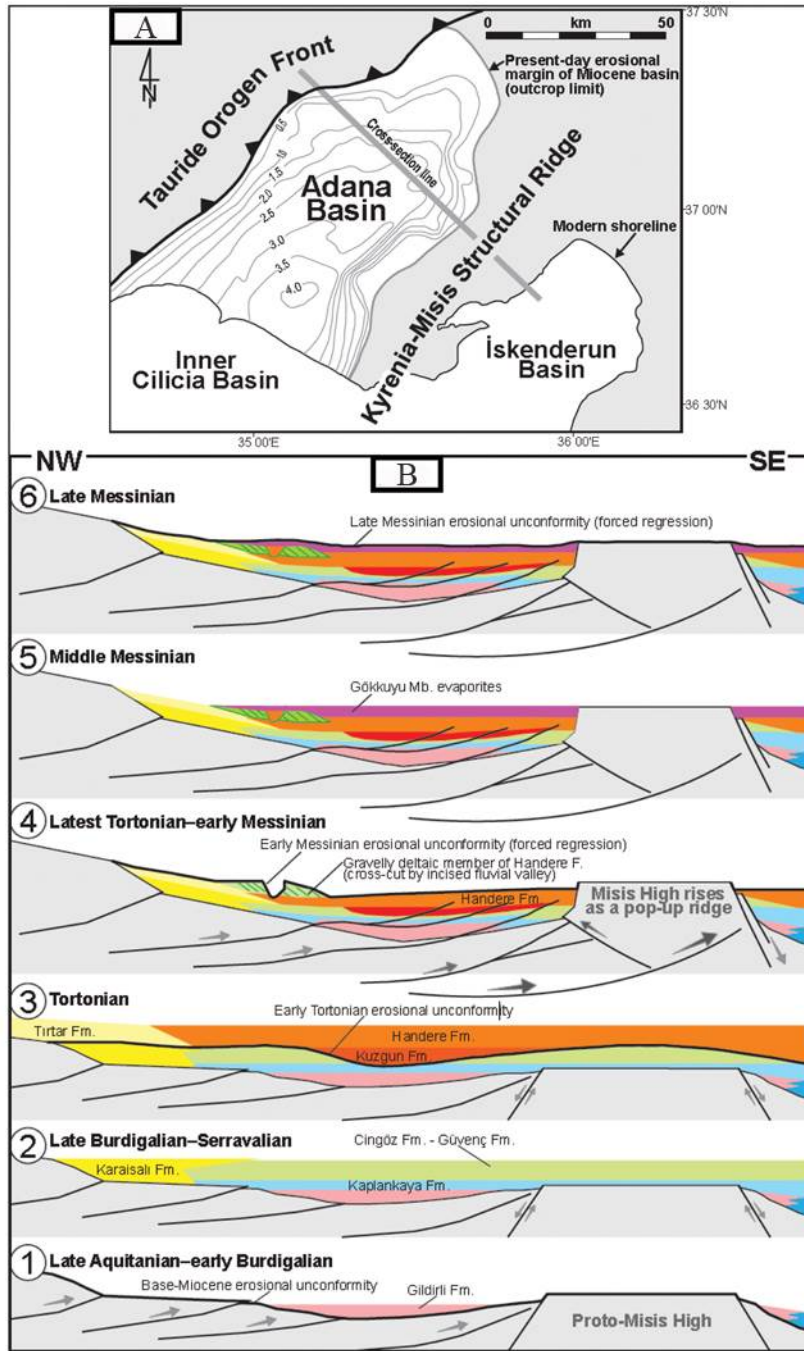 A
N
0 km 50
37 30'N
Tauride Orogen Front
Present-day erosional
margin of Miocene basin
(outcrop limit)
0.5
1.0
1.5
2.0
2.5
3.0
3.5
4.0
Cross-section line
Adana
Basin
Kyrenia-Misis Structural Ridge
37 00'N
Modern shoreline
Inner
Cilicia Basin
İskenderun
Basin
36 30'N
35 00'E
36 00'E
NW
B
SE
6 Late Messinian
Late Messinian erosional unconformity (forced regression)
5 Middle Messinian
Gökkuyu Mb. evaporites
4 Latest Tortonian–early Messinian
Early Messinian erosional unconformity (forced regression)
Gravelly deltaic member of Handere F.
(cross-cut by incised fluvial valley)
Handere Fm.
Misis High rises
as a pop-up ridge
3 Tortonian
Early Tortonian erosional unconformity
Tırtar Fm.
Handere Fm.
Kuzgun Fm.
2 Late Burdigalian–Serravalian
Cingöz Fm. - Güvenç Fm.
Karaisalı Fm.
Kaplankaya Fm.
1 Late Aquitanian–early Burdigalian
Base-Miocene erosional unconformity
Gildirli Fm.
Proto-Misis High